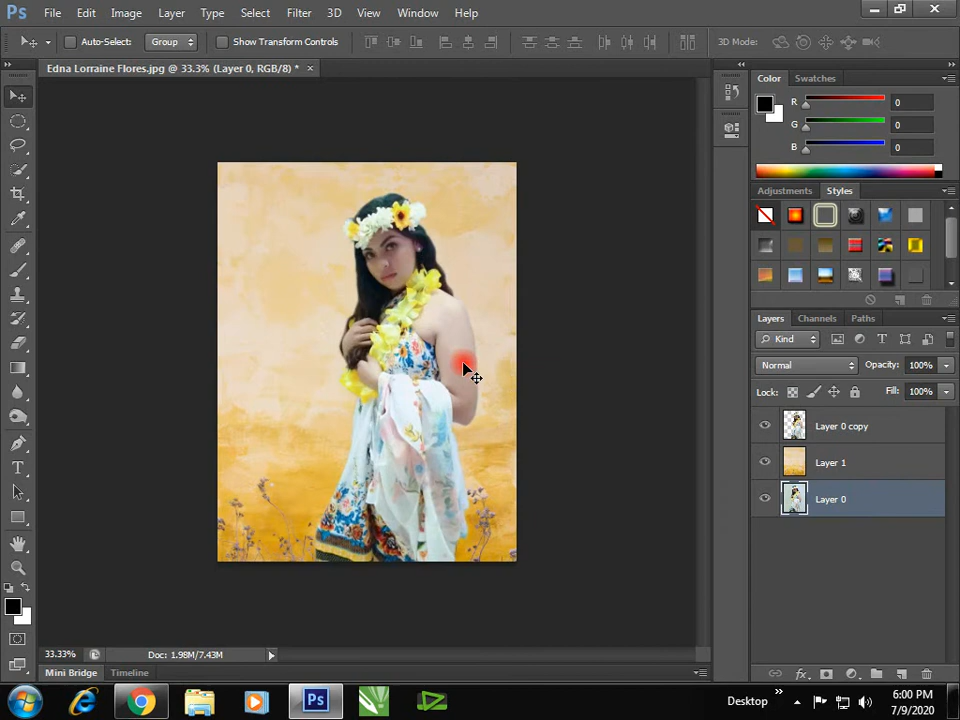 Ps File Edit Image Layer Type Select Filter 3D View Window Help
Auto-Select: Group Show Transform Controls 3D Mode:
Edna Lorraine Flores.jpg @ 33.3% (Layer 0, RGB/8) * ×
Color Swatches
R 0
G 0
B 0
Adjustments Styles
Layers Channels Paths
Kind
Normal Opacity: 100%
Lock: Fill: 100%
Layer 0 copy
Layer 1
Layer 0
33.33% Doc: 1.98M/7.43M
Mini Bridge Timeline
Ps Desktop » 6:00 PM
7/9/2020